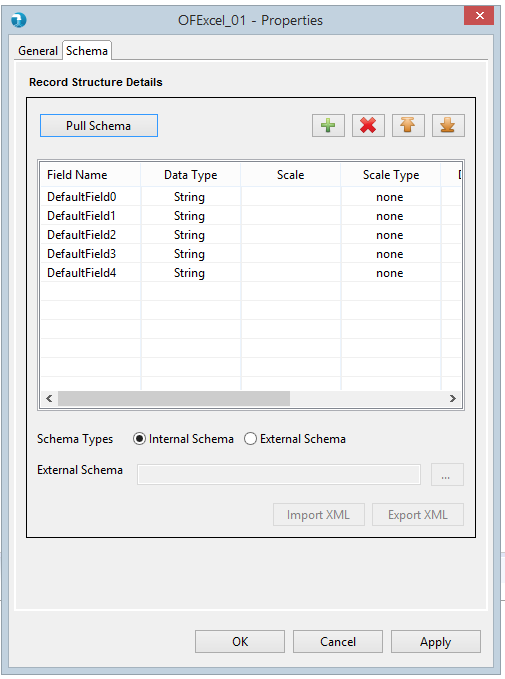 OFExcel_01 - Properties
General Schema
Record Structure Details
Pull Schema
Field Name Data Type Scale Scale Type
DefaultField0 String none
DefaultField1 String none
DefaultField2 String none
DefaultField3 String none
DefaultField4 String none
Schema Types Internal Schema External Schema
External Schema ...
Import XML Export XML
OK Cancel Apply